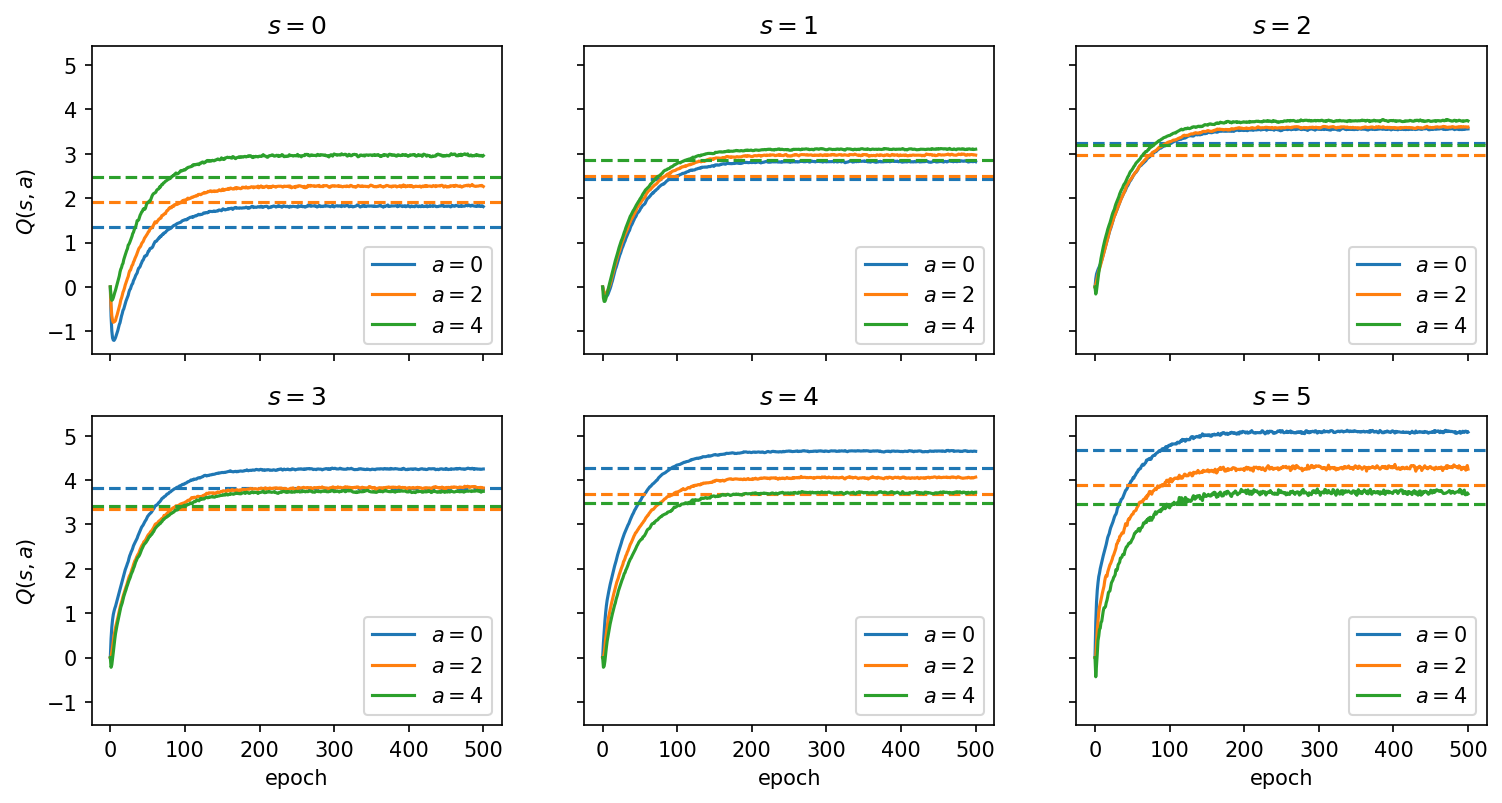 s = 0
s = 1
s = 2
Q(s, a)
5
4
3
2
1
0
−1
a = 0
a = 2
a = 4
a = 0
a = 2
a = 4
a = 0
a = 2
a = 4
s = 3
s = 4
s = 5
Q(s, a)
5
4
3
2
1
0
−1
a = 0
a = 2
a = 4
a = 0
a = 2
a = 4
a = 0
a = 2
a = 4
0 100 200 300 400 500
0 100 200 300 400 500
0 100 200 300 400 500
epoch
epoch
epoch